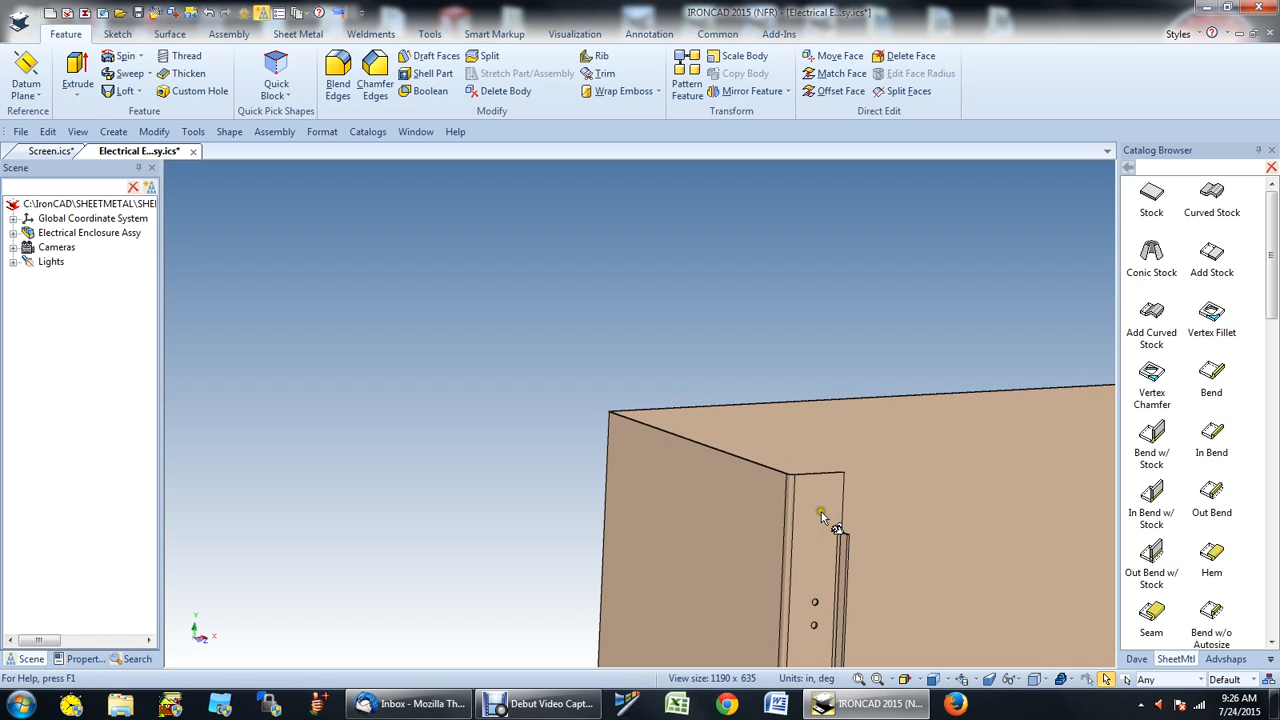 IRONCAD 2015 (NFR) - [Electrical E...sy.ics*]
Feature Sketch Surface Assembly Sheet Metal Weldments Tools Smart Markup Visualization Annotation Common Add-Ins Styles
Datum Plane
Reference
Extrude
Spin
Sweep
Loft
Thread
Thicken
Custom Hole
Feature
Quick Block
Quick Pick Shapes
Blend Edges
Chamfer Edges
Draft Faces
Shell Part
Boolean
Split
Stretch Part/Assembly
Delete Body
Rib
Trim
Wrap Emboss
Modify
Pattern Feature
Scale Body
Copy Body
Mirror Feature
Transform
Move Face
Match Face
Offset Face
Delete Face
Edit Face Radius
Split Faces
Direct Edit
File Edit View Create Modify Tools Shape Assembly Format Catalogs Window Help
Screen.ics* Electrical E...sy.ics*
Scene
C:\IronCAD\SHEETMETAL\SHEI
Global Coordinate System
Electrical Enclosure Assy
Cameras
Lights
Y
X
Z
Catalog Browser
Stock
Curved Stock
Conic Stock
Add Stock
Add Curved Stock
Vertex Fillet
Vertex Chamfer
Bend
Bend w/ Stock
In Bend
In Bend w/ Stock
Out Bend
Out Bend w/ Stock
Hem
Seam
Bend w/o Autosize
Scene Propert... Search
Dave SheetMtl Advshaps
For Help, press F1
View size: 1190 x 635
Units: in, deg
Any
Default
Inbox - Mozilla Th...
Debut Video Capt...
IRONCAD 2015 (N...
9:26 AM
7/24/2015